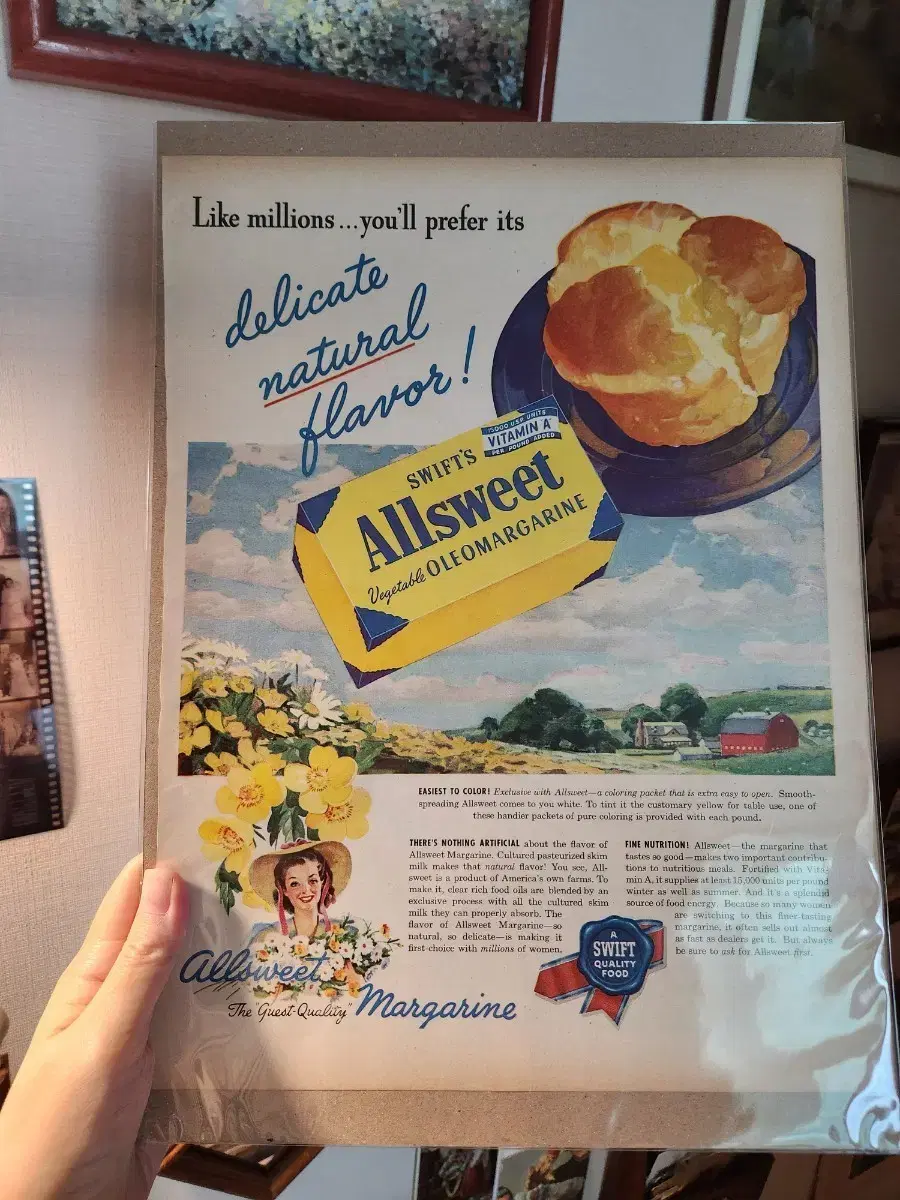 Like millions...you'll prefer its
delicate
natural
flavor!
15000 U.S.P. UNITS
VITAMIN "A"
PER POUND ADDED
SWIFT'S
Allsweet
Vegetable OLEOMARGARINE
EASIEST TO COLOR! Exclusive with Allsweet—a coloring packet that is extra easy to open. Smooth-
spreading Allsweet comes to you white. To tint it the customary yellow for table use, one of
these handier packets of pure coloring is provided with each pound.
THERE'S NOTHING ARTIFICIAL about the flavor of
Allsweet Margarine. Cultured pasteurized skim
milk makes that natural flavor! You see, All-
sweet is a product of America's own farms. To
make it, clear rich food oils are blended by an
exclusive process with all the cultured skim
milk they can properly absorb. The
flavor of Allsweet Margarine—so
natural, so delicate—is making it
first choice with millions of women.
FINE NUTRITION! Allsweet—the margarine that
tastes so good—makes two important contribu-
tions to nutritious meals. Fortified with Vita-
min A, it supplies at least 15,000 units per pound
winter as well as summer. And it's a splendid
source of food energy. Because so many women
are switching to this finer-tasting
margarine, it often sells out almost
as fast as dealers get it. But always
be sure to ask for Allsweet first.
A
SWIFT
QUALITY
FOOD
Allsweet
The "Guest-Quality" Margarine